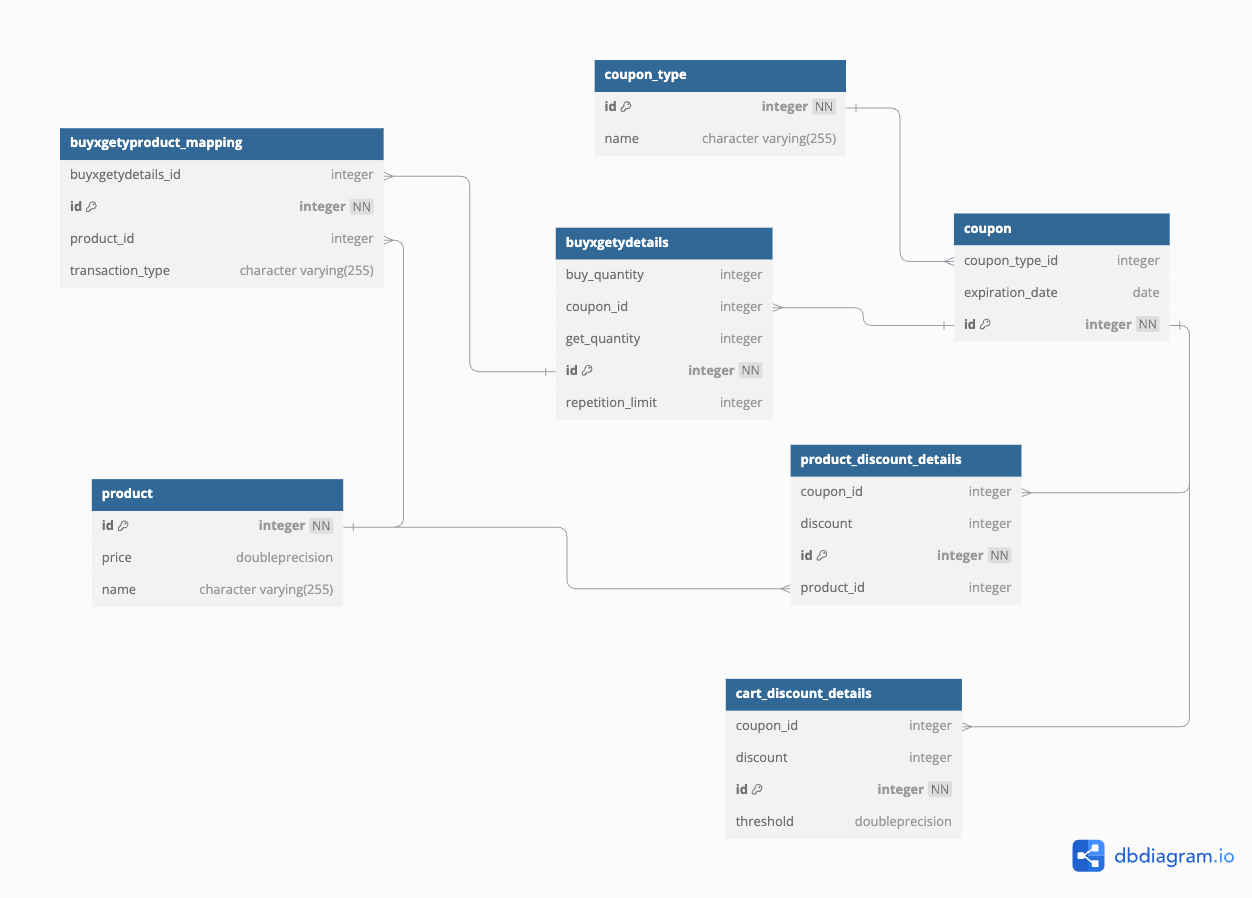 coupon_type
id integer NN
name character varying(255)
buyxgetyproduct_mapping
buyxgetydetails_id integer
id integer NN
product_id integer
transaction_type character varying(255)
coupon
coupon_type_id integer
expiration_date date
id integer NN
buyxgetydetails
buy_quantity integer
coupon_id integer
get_quantity integer
id integer NN
repetition_limit integer
product_discount_details
coupon_id integer
discount integer
id integer NN
product_id integer
product
id integer NN
price doubleprecision
name character varying(255)
cart_discount_details
coupon_id integer
discount integer
id integer NN
threshold doubleprecision
dbdiagram.io